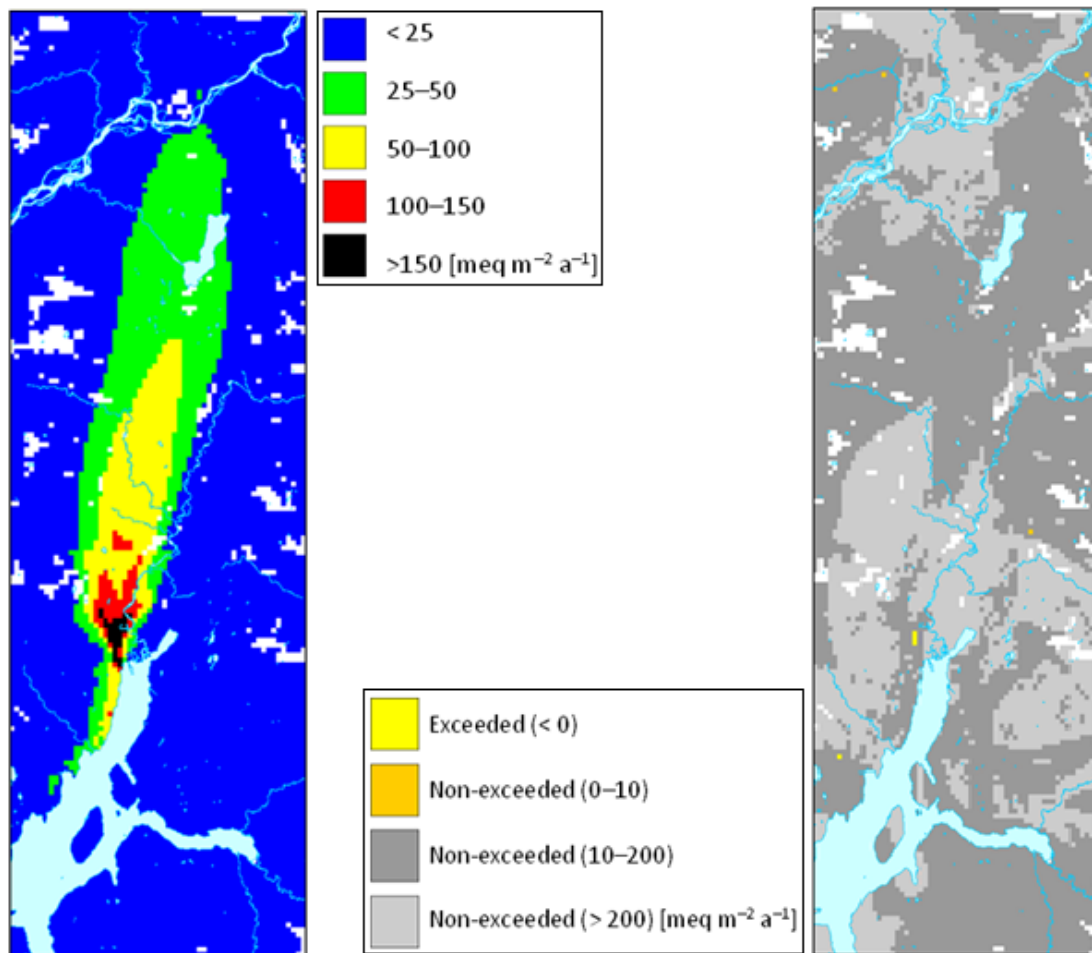 < 25
25–50
50–100
100–150
>150 [meq m⁻² a⁻¹]
Exceeded (< 0)
Non-exceeded (0–10)
Non-exceeded (10–200)
Non-exceeded (> 200) [meq m⁻² a⁻¹]